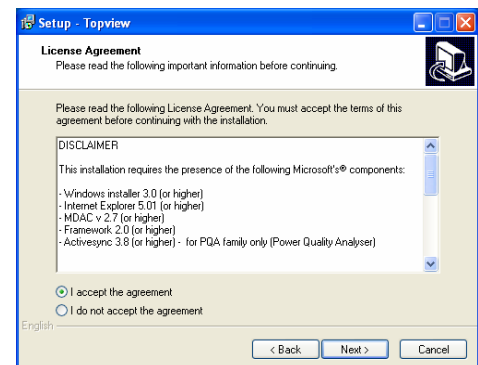 Setup - Topview
License Agreement
Please read the following important information before continuing.
Please read the following License Agreement. You must accept the terms of this
agreement before continuing with the installation.
DISCLAIMER
This installation requires the presence of the following Microsoft's® components:
- Windows installer 3.0 (or higher)
- Internet Explorer 5.01 (or higher)
- MDAC v 2.7 (or higher)
- Framework 2.0 (or higher)
- Activesync 3.8 (or higher) - for PQA family only (Power Quality Analyser)
I accept the agreement
I do not accept the agreement
English
< Back Next > Cancel